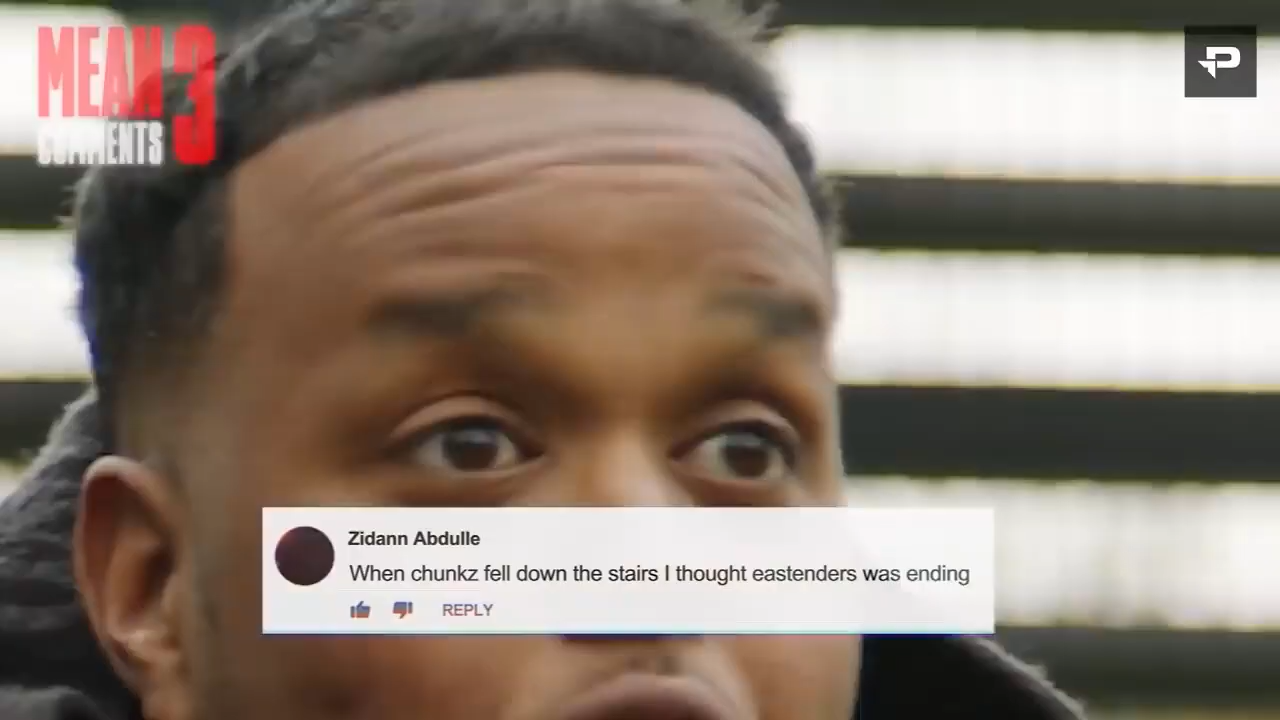 MEAN 3
COMMENTS
Zidann Abdulle
When chunkz fell down the stairs I thought eastenders was ending
REPLY